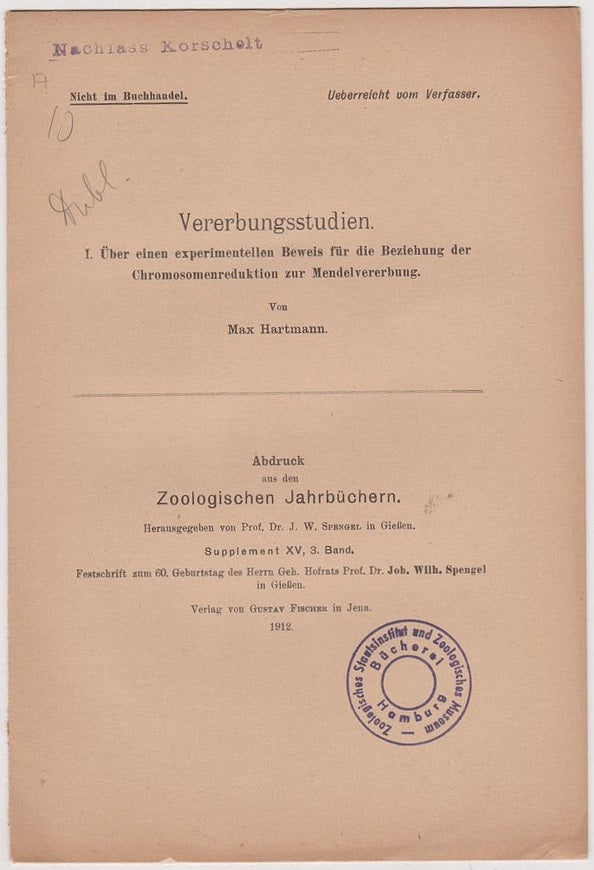 Nachlass Korschelt
A
Nicht im Buchhandel.
Ueberreicht vom Verfasser.
10
Dubl.
Vererbungsstudien.
I. Über einen experimentellen Beweis für die Beziehung der
Chromosomenreduktion zur Mendelvererbung.
Von
Max Hartmann.
Abdruck
aus den
Zoologischen Jahrbüchern.
Herausgegeben von Prof. Dr. J. W. SPENGEL in Gießen.
Supplement XV, 3. Band.
Festschrift zum 60. Geburtstag des Herrn Geh. Hofrats Prof. Dr. Joh. Wilh. Spengel
in Gießen.
Verlag von GUSTAV FISCHER in Jena.
1912.
Zoologisches Staatsinstitut und Zoologisches Museum
Bücherei
Hamburg